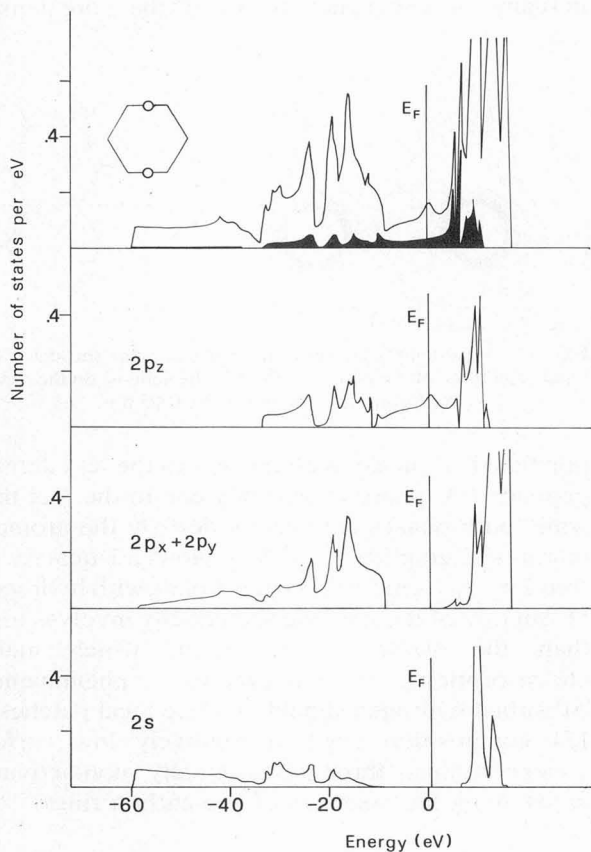 Number of states per eV
.4
E_F
.4
E_F
2p_z
.4
E_F
2p_x + 2p_y
.4
E_F
2s
-60 -40 -20 0 20
Energy (eV)